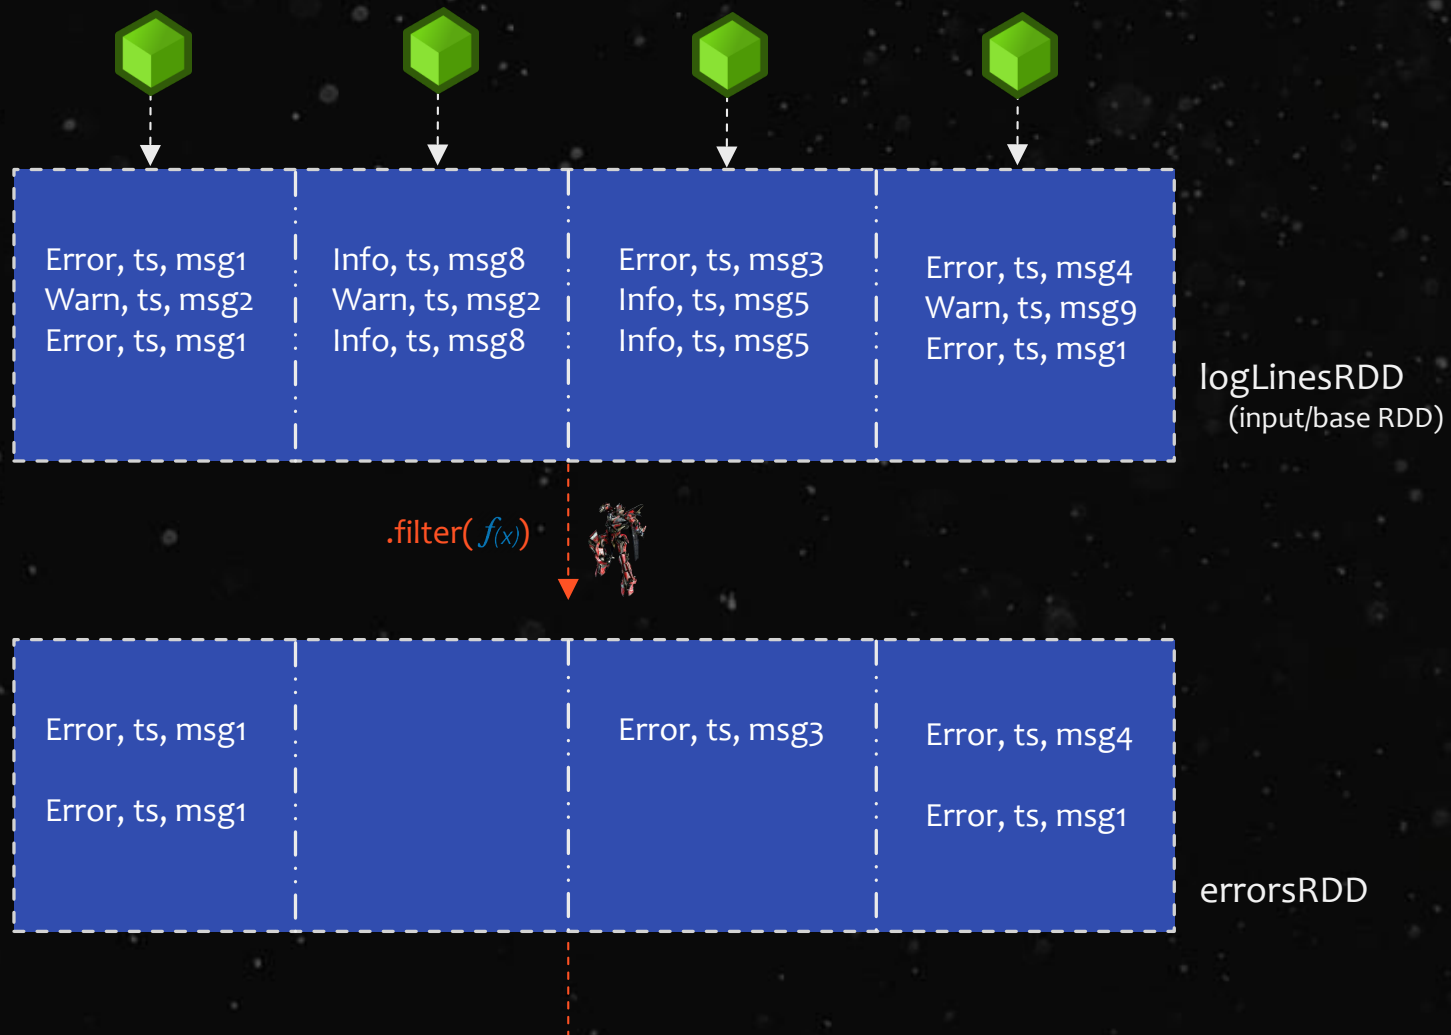 Error, ts, msg1
Warn, ts, msg2
Error, ts, msg1
Info, ts, msg8
Warn, ts, msg2
Info, ts, msg8
Error, ts, msg3
Info, ts, msg5
Info, ts, msg5
Error, ts, msg4
Warn, ts, msg9
Error, ts, msg1
logLinesRDD
(input/base RDD)
.filter( f(x))
Error, ts, msg1
Error, ts, msg1
Error, ts, msg3
Error, ts, msg4
Error, ts, msg1
errorsRDD